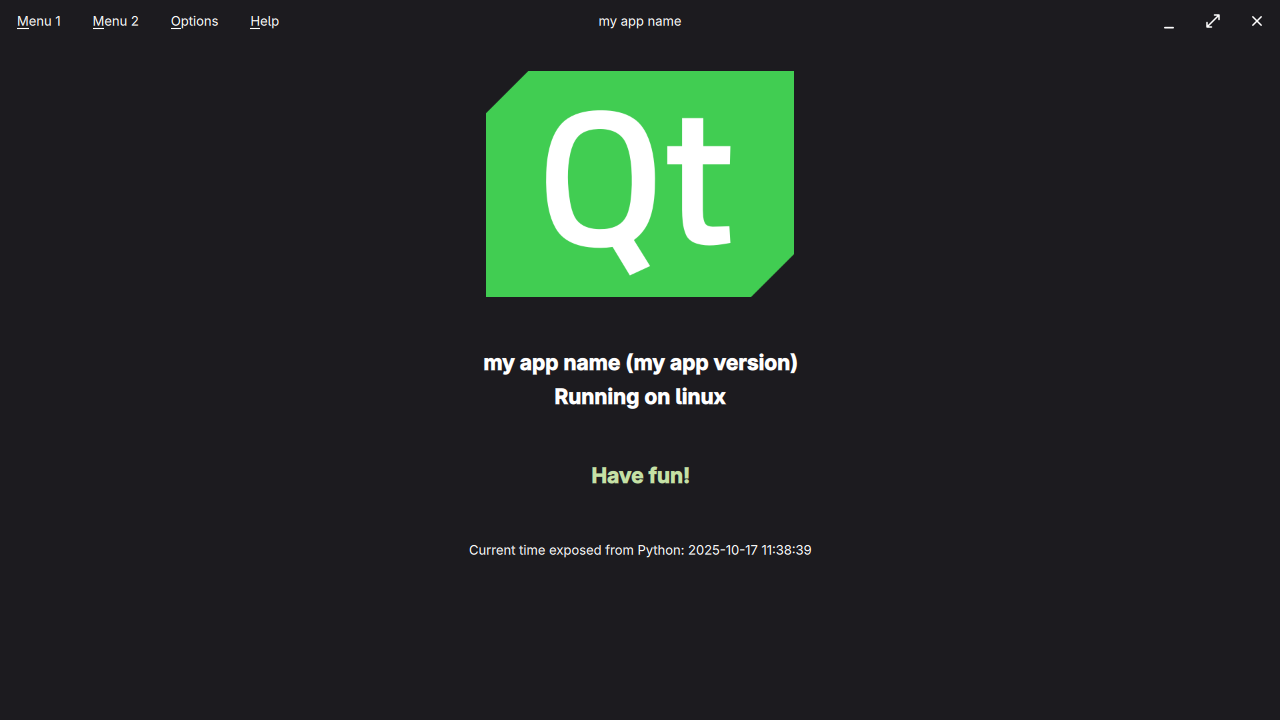 Menu 1 Menu 2 Options Help my app name
Qt
my app name (my app version)
Running on linux
Have fun!
Current time exposed from Python: 2025-10-17 11:38:39